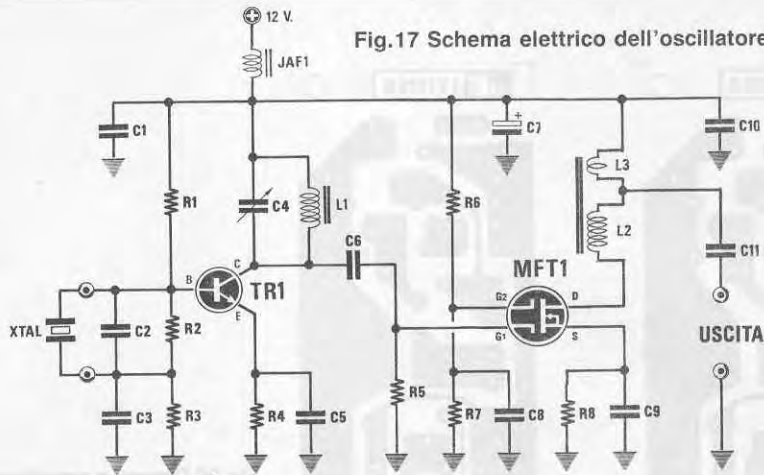 12 V.
Fig.17 Schema elettrico dell'oscillatore
JAF1
C1
C7
+
C10
R1
C4
L1
R6
L3
L2
C6
C11
MFT1
B
C
E
TR1
G2
G1
D
S
XTAL
C2
R2
USCITA
C3
R3
R4
C5
R5
R7
C8
R8
C9